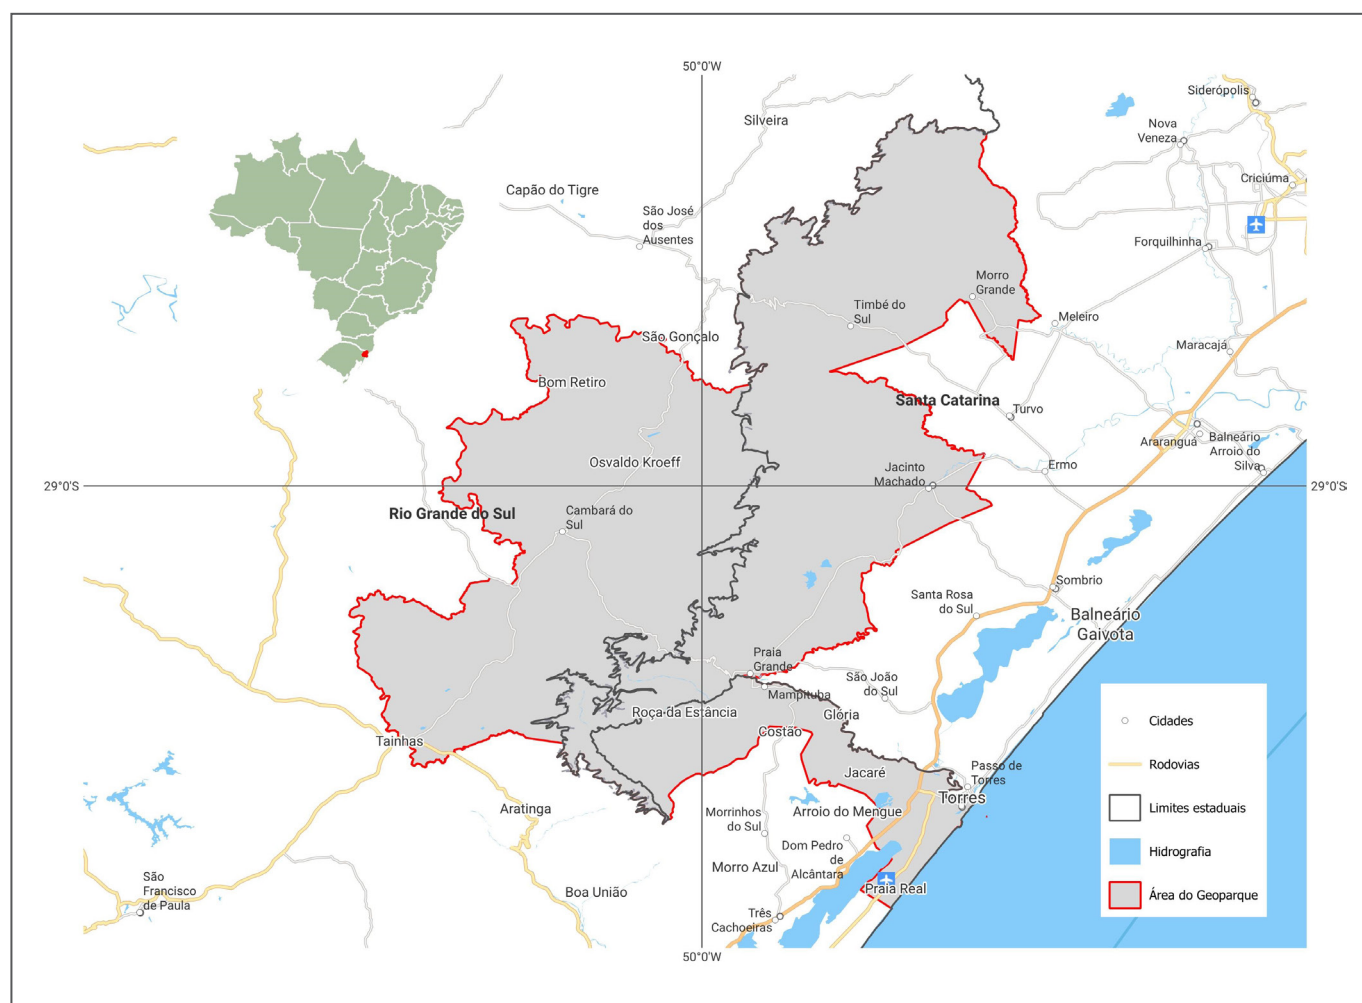 50°0'W
Siderópolis
Silveira
Nova
Veneza
Criciúma
Capão do Tigre
São José
dos
Ausentes
Forquilhinha
Morro
Grande
Timbé do
Sul
Meleiro
São Gonçalo
Maracajá
Bom Retiro
Santa Catarina
Turvo
Araranguá
Balneário
Arroio do
Silva
Osvaldo Kroeff
Jacinto
Machado
Ermo
29°0'S
29°0'S
Rio Grande do Sul
Cambará do
Sul
Sombrio
Santa Rosa
do Sul
Balneário
Gaivota
Praia
Grande
São João
do Sul
Mampituba
Roça da Estância
Glória
Costão
Tainhas
Jacaré
Passo de
Torres
Torres
Aratinga
Morrinhos
do Sul
Arroio do Mengue
Dom Pedro
de
Alcântara
Morro Azul
São
Francisco
de Paula
Boa União
Praia Real
Três
Cachoeiras
50°0'W
Cidades
Rodovias
Limites estaduais
Hidrografia
Área do Geoparque